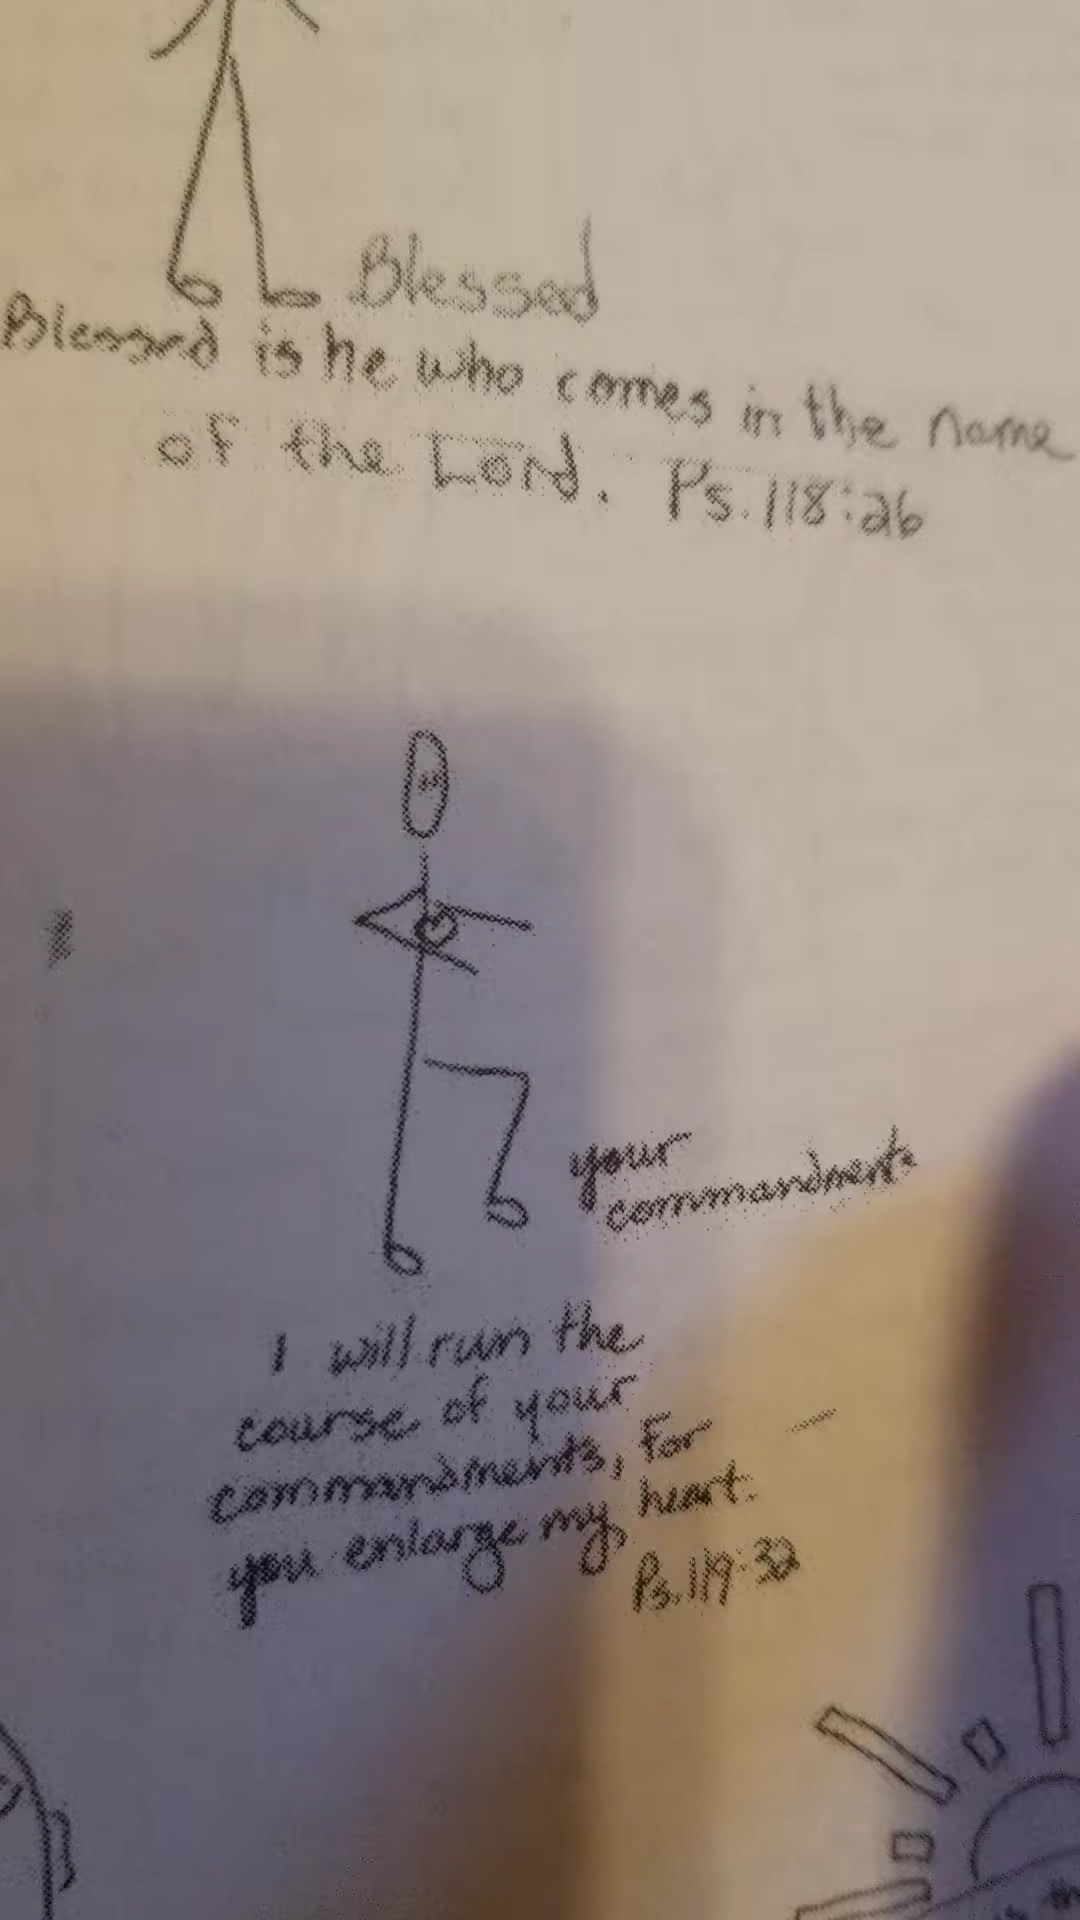 Blessed
Blessed is he who comes in the name
of the Lord. Ps. 118:26
your
commandments
I will run the
course of your
commandments, for
you enlarge my heart.
Ps. 119:32